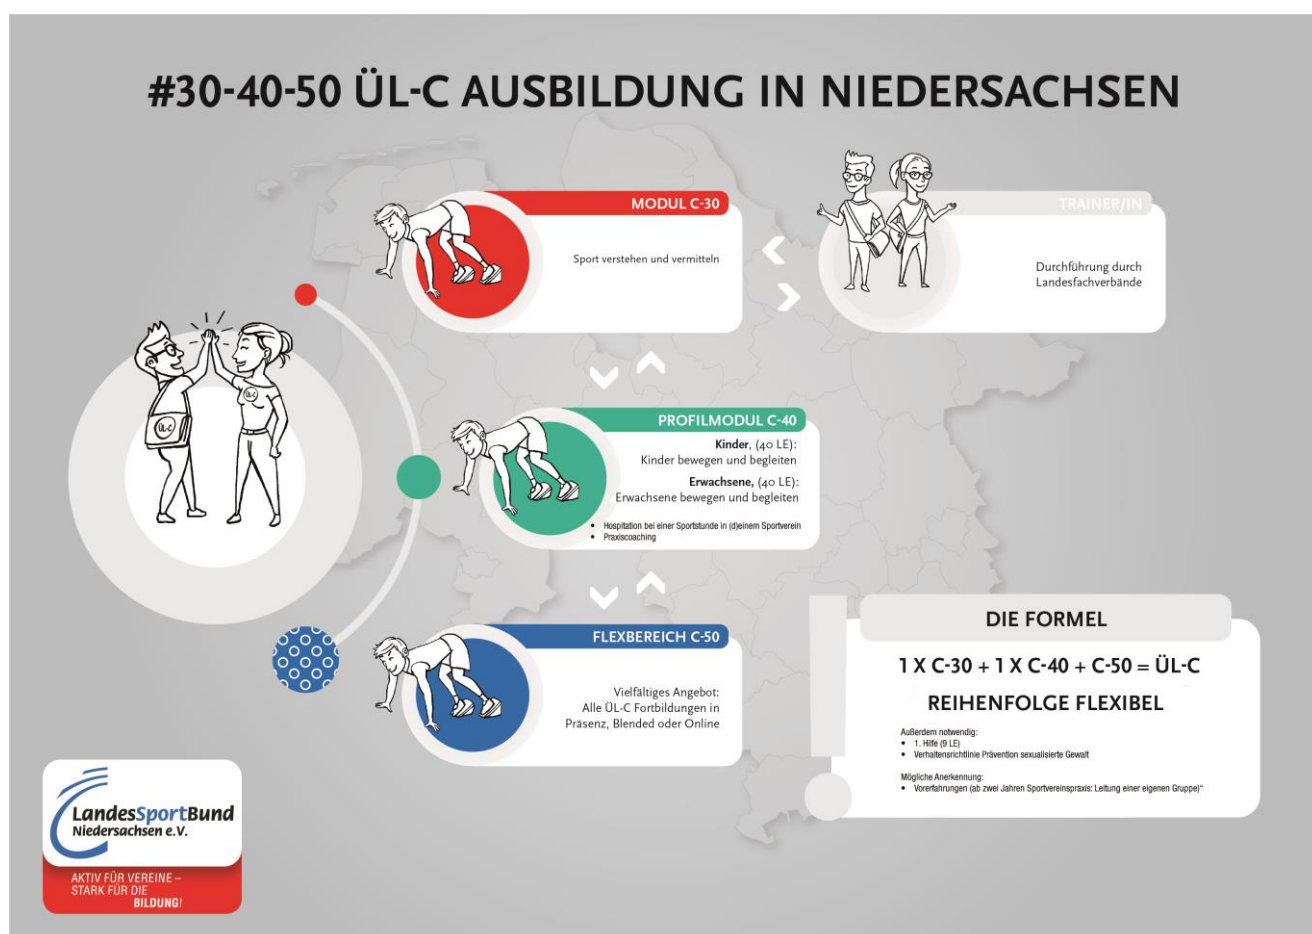 #30-40-50 ÜL-C AUSBILDUNG IN NIEDERSACHSEN
MODUL C-30
Sport verstehen und vermitteln
TRAINER/IN
Durchführung durch
Landesfachverbände
ÜL-C
ÜL-C
PROFILMODUL C-40
Kinder, (40 LE):
Kinder bewegen und begleiten
Erwachsene, (40 LE):
Erwachsene bewegen und begleiten
• Hospitation bei einer Sportstunde in (d)einem Sportverein
• Praxiscoaching
FLEXBEREICH C-50
Vielfältiges Angebot:
Alle ÜL-C Fortbildungen in
Präsenz, Blended oder Online
DIE FORMEL
1 X C-30 + 1 X C-40 + C-50 = ÜL-C
REIHENFOLGE FLEXIBEL
Außerdem notwendig:
• 1. Hilfe (9 LE)
• Verhaltensrichtlinie Prävention sexualisierte Gewalt
Mögliche Anerkennung:
• Vorerfahrungen (ab zwei Jahren Sportvereinspraxis: Leitung einer eigenen Gruppe)"
LandesSportBund
Niedersachsen e.V.
AKTIV FÜR VEREINE –
STARK FÜR DIE
BILDUNG!